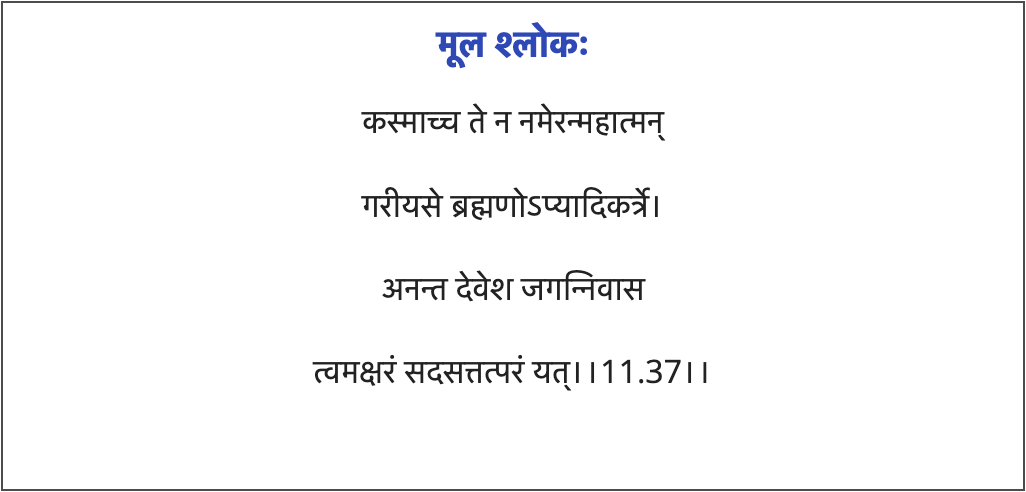 मूल श्लोकः
कस्माच्च ते न नमेरन्महात्मन्
गरीयसे ब्रह्मणोऽप्यादिकर्त्रे।
अनन्त देवेश जगन्निवास
त्वमक्षरं सदसत्तत्परं यत्।।11.37।।